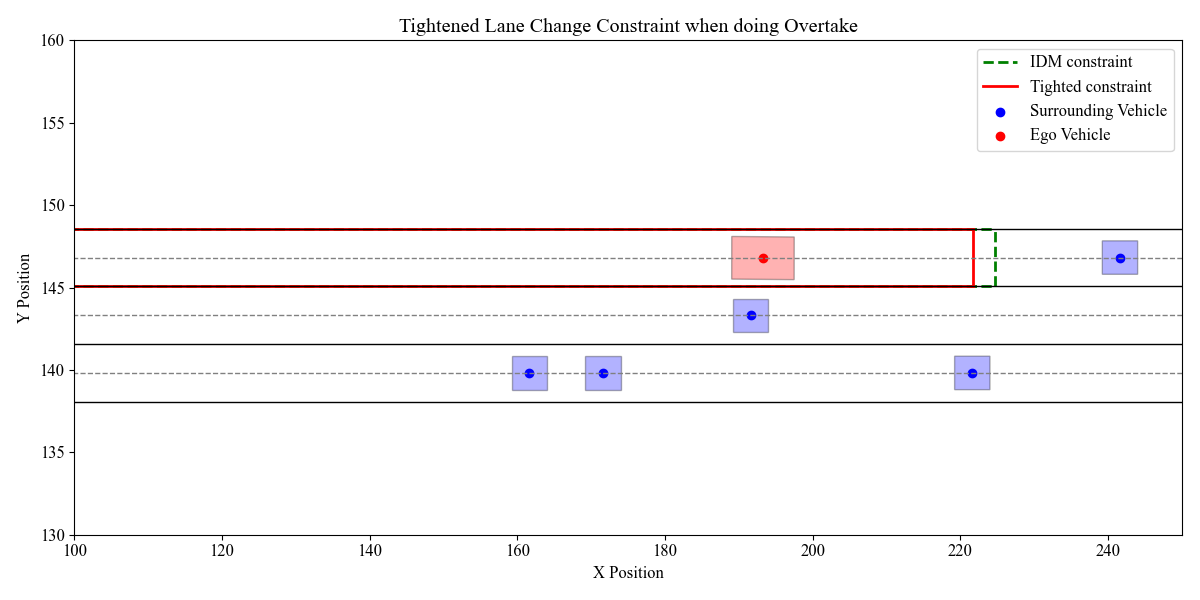 Tightened Lane Change Constraint when doing Overtake
IDM constraint
Tighted constraint
Surrounding Vehicle
Ego Vehicle
Y Position
160
155
150
145
140
135
130
100
120
140
160
180
200
220
240
X Position